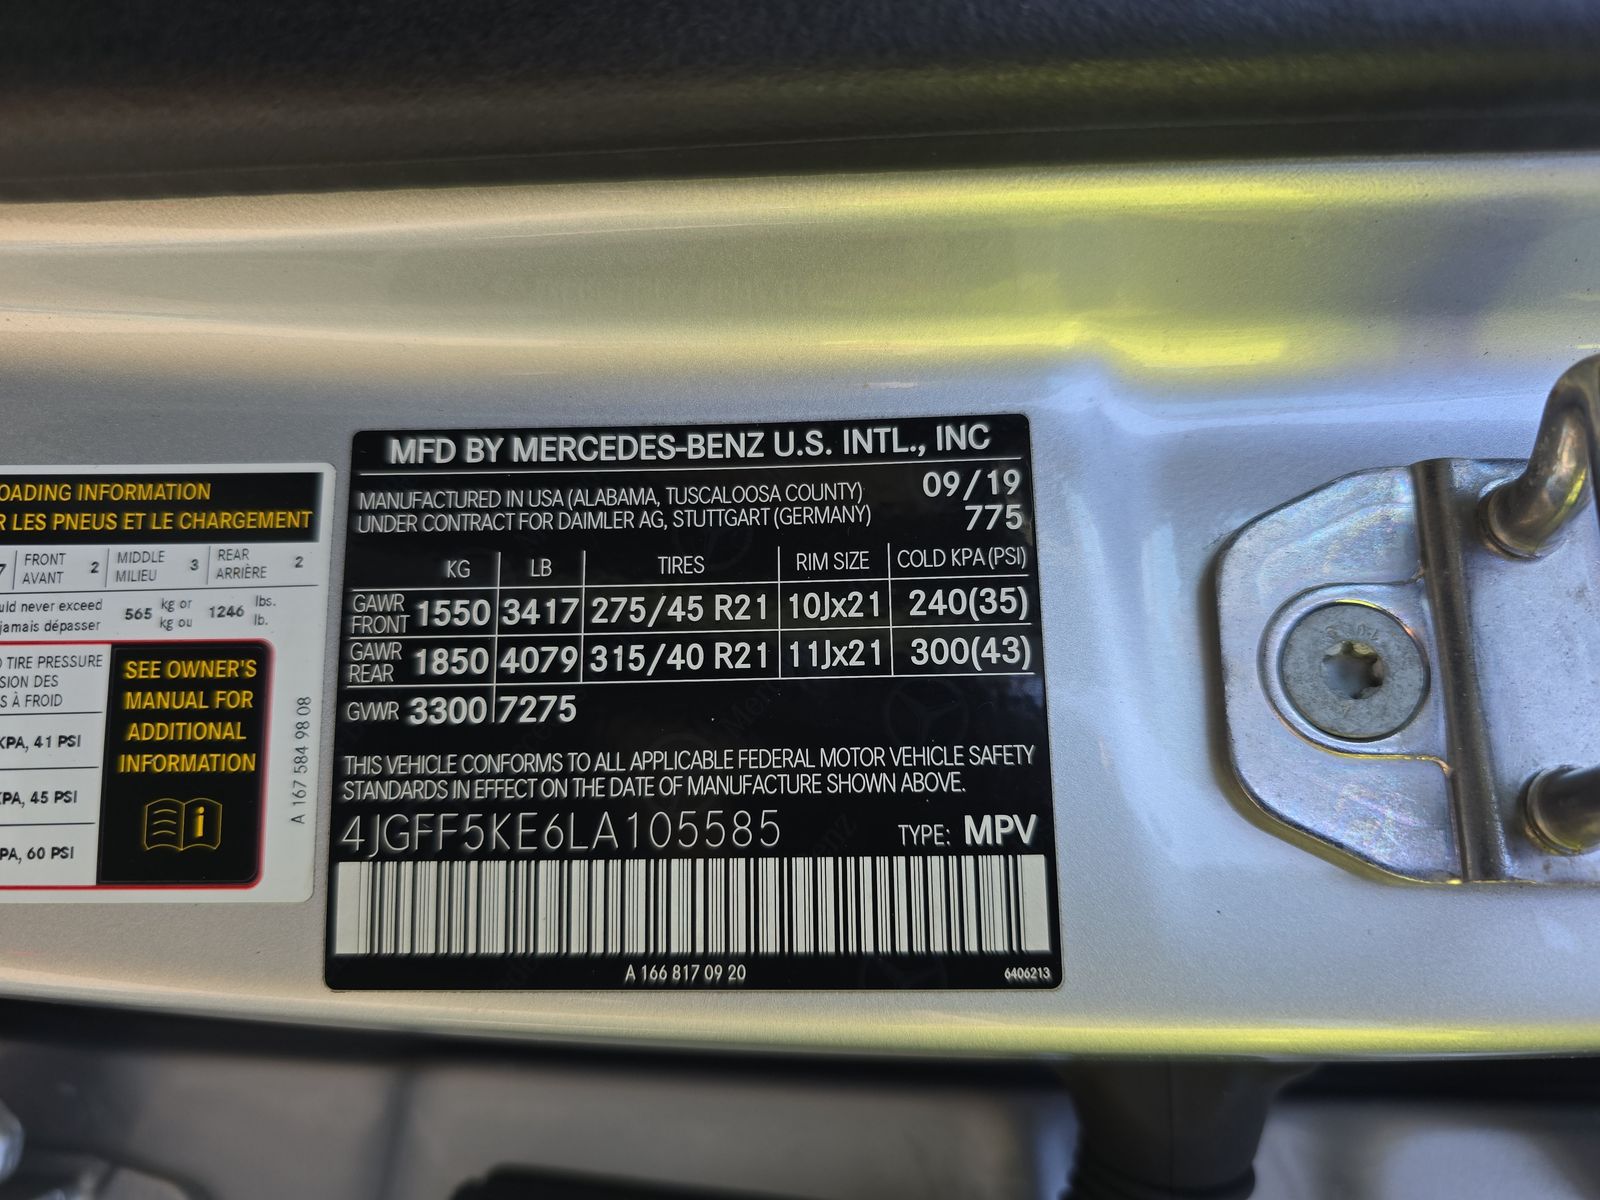 OADING INFORMATION
R LES PNEUS ET LE CHARGEMENT
7 FRONT AVANT 2 MIDDLE MILIEU 3 REAR ARRIÈRE 2
uld never exceed 565 kg or 1246 lbs.
jamais dépasser kg ou lb.
TIRE PRESSURE
SION DES
S À FROID
KPA, 41 PSI
KPA, 45 PSI
PA, 60 PSI
SEE OWNER'S
MANUAL FOR
ADDITIONAL
INFORMATION
i
A 167 584 98 08
MFD BY MERCEDES-BENZ U.S. INTL., INC
MANUFACTURED IN USA (ALABAMA, TUSCALOOSA COUNTY) 09/19
UNDER CONTRACT FOR DAIMLER AG, STUTTGART (GERMANY) 775
KG LB TIRES RIM SIZE COLD KPA (PSI)
GAWR FRONT 1550 3417 275/45 R21 10Jx21 240(35)
GAWR REAR 1850 4079 315/40 R21 11Jx21 300(43)
GVWR 3300 7275
THIS VEHICLE CONFORMS TO ALL APPLICABLE FEDERAL MOTOR VEHICLE SAFETY
STANDARDS IN EFFECT ON THE DATE OF MANUFACTURE SHOWN ABOVE.
4JGFF5KE6LA105585 TYPE: MPV
A 166 817 09 20 6406213